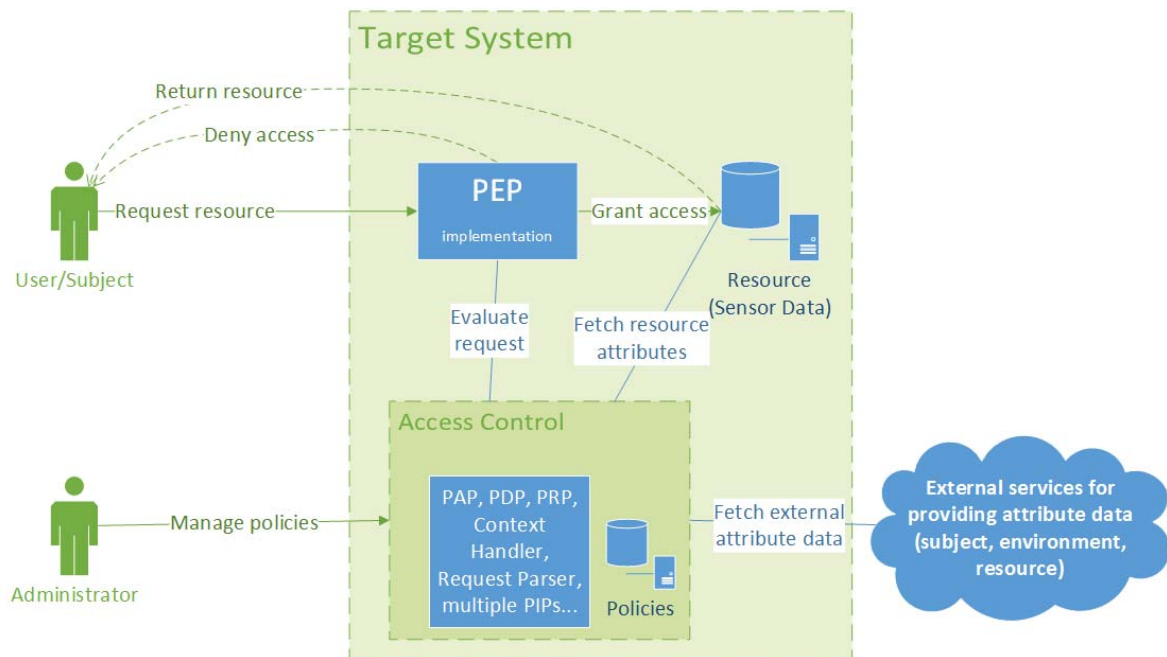 Target System
Return resource
Deny access
PEP
implementation
Request resource
Grant access
User/Subject
Resource
(Sensor Data)
Evaluate
request
Fetch resource
attributes
Access Control
PAP, PDP, PRP,
Context
Handler,
Request Parser,
multiple PIPs...
Policies
Manage policies
Administrator
Fetch external
attribute data
External services for
providing attribute data
(subject, environment,
resource)